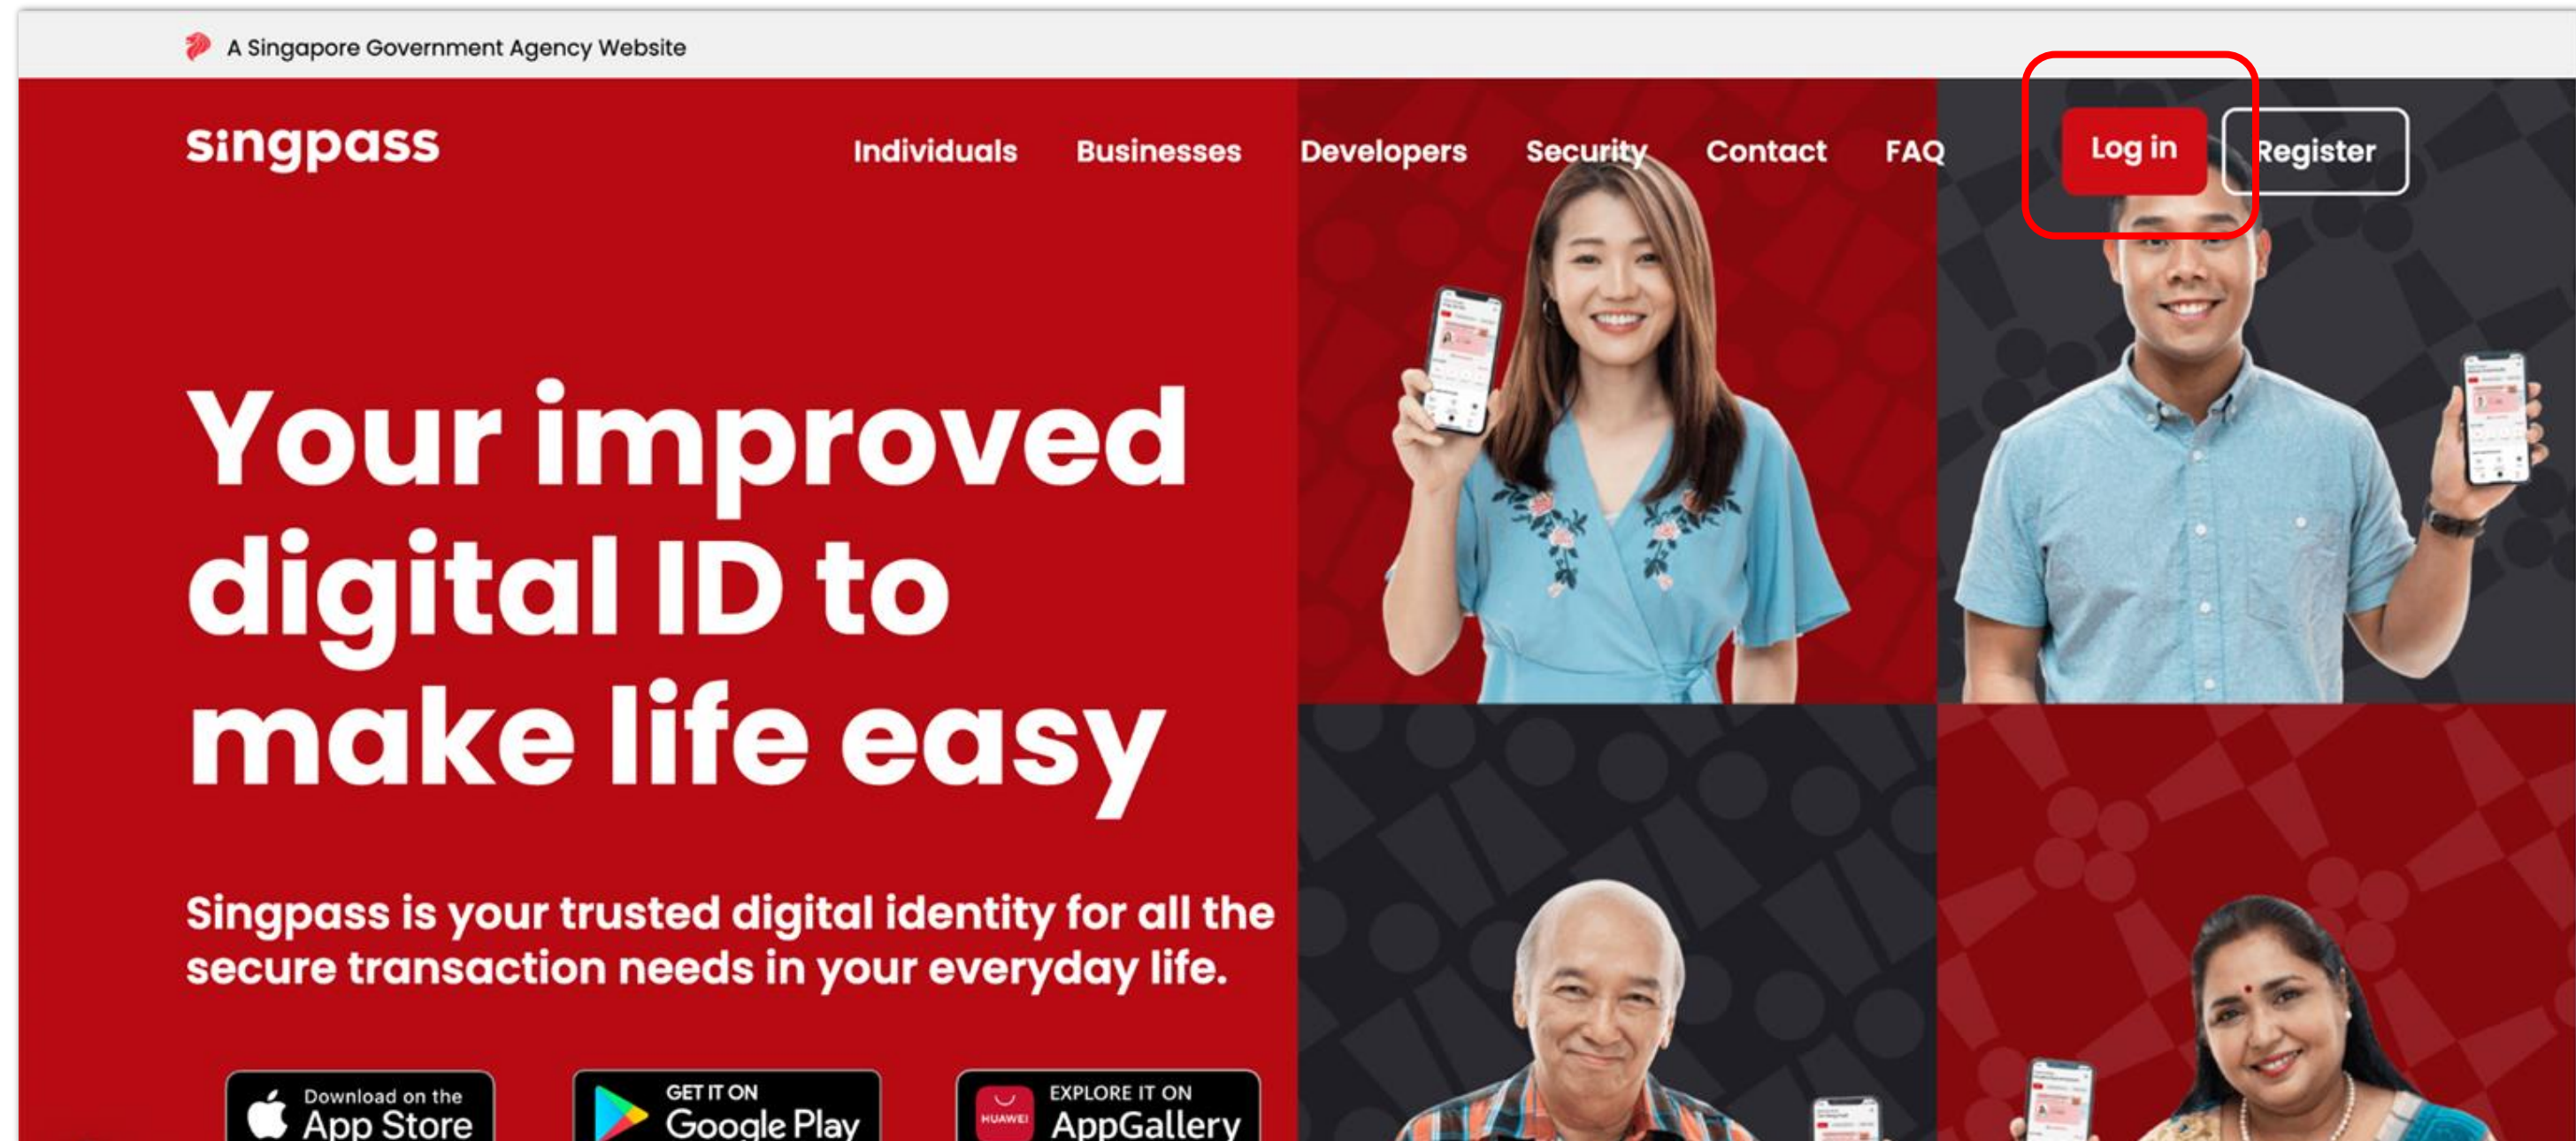 A Singapore Government Agency Website
singpass
Individuals
Businesses
Developers
Security
Contact
FAQ
Log in
Register
Your improved
digital ID to
make life easy
Singpass is your trusted digital identity for all the
secure transaction needs in your everyday life.
Download on the
App Store
GET IT ON
Google Play
HUAWEI
EXPLORE IT ON
AppGallery